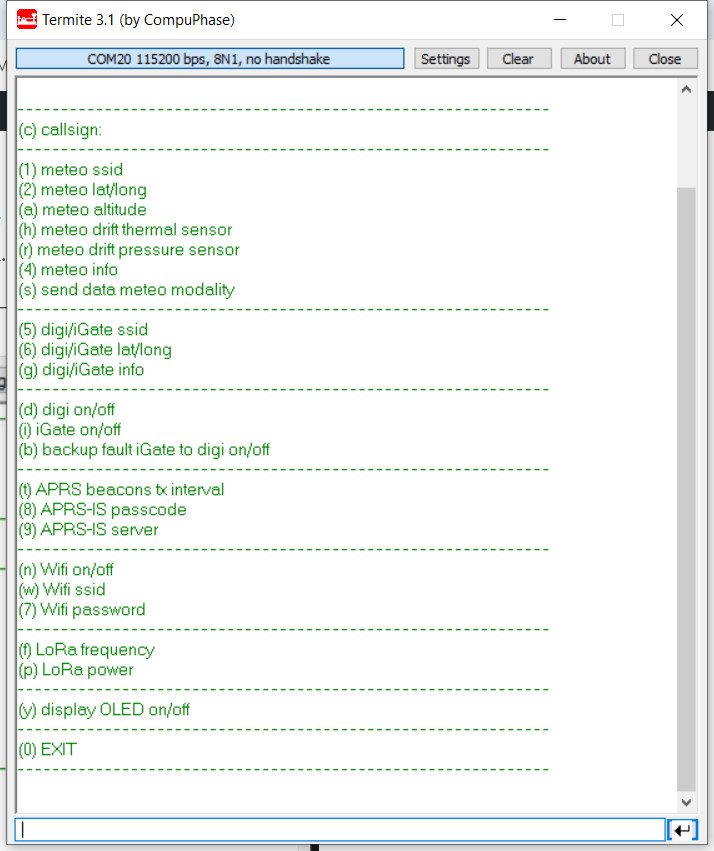 Termite 3.1 (by CompuPhase)
COM20 115200 bps, 8N1, no handshake
Settings
Clear
About
Close
------------------------------------------------------
(c) callsign:
------------------------------------------------------
(1) meteo ssid
(2) meteo lat/long
(a) meteo altitude
(h) meteo drift thermal sensor
(r) meteo drift pressure sensor
(4) meteo info
(s) send data meteo modality
------------------------------------------------------
(5) digi/iGate ssid
(6) digi/iGate lat/long
(g) digi/iGate info
------------------------------------------------------
(d) digi on/off
(i) iGate on/off
(b) backup fault iGate to digi on/off
------------------------------------------------------
(t) APRS beacons tx interval
(8) APRS-IS passcode
(9) APRS-IS server
------------------------------------------------------
(n) Wifi on/off
(w) Wifi ssid
(7) Wifi password
------------------------------------------------------
(f) LoRa frequency
(p) LoRa power
------------------------------------------------------
(y) display OLED on/off
------------------------------------------------------
(0) EXIT
------------------------------------------------------